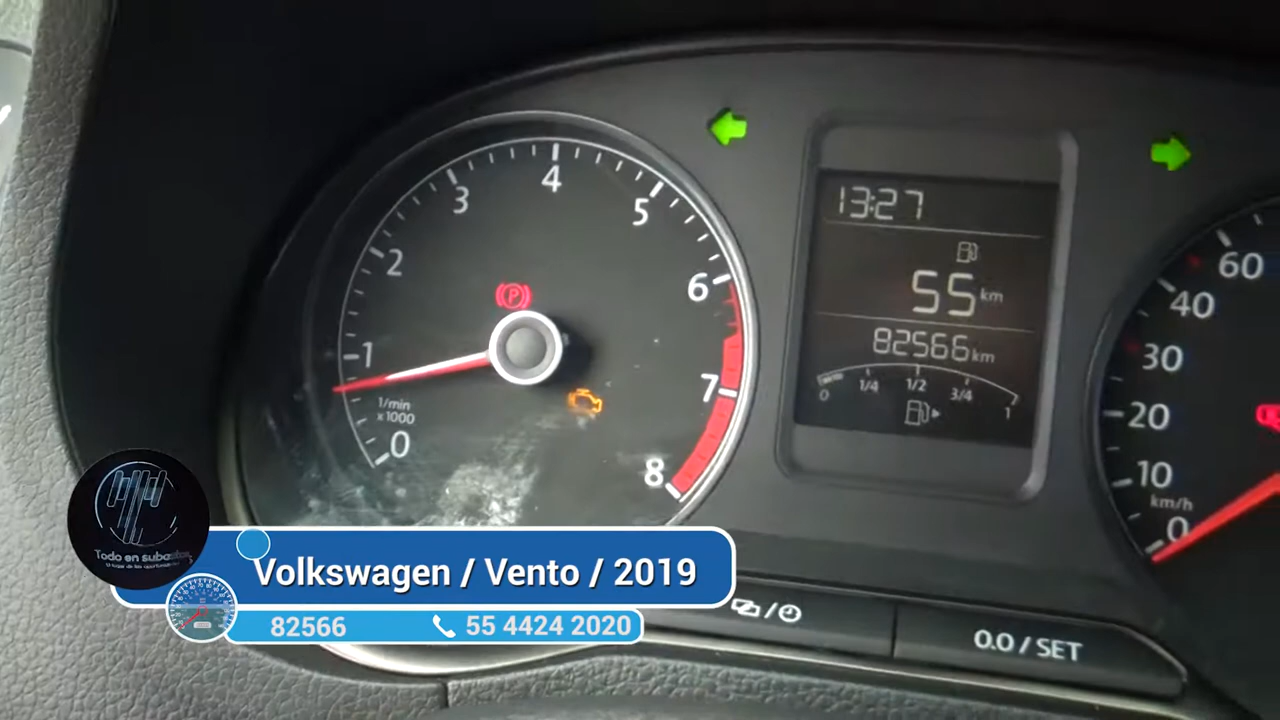 13:27
55 km
82566 km
0 1/4 1/2 3/4 1
0 1 2 3 4 5 6 7 8
1/min
x1000
P
0 10 20 30 40 60
km/h
0.0 / SET
Todo en subastas
Volkswagen / Vento / 2019
82566
55 4424 2020